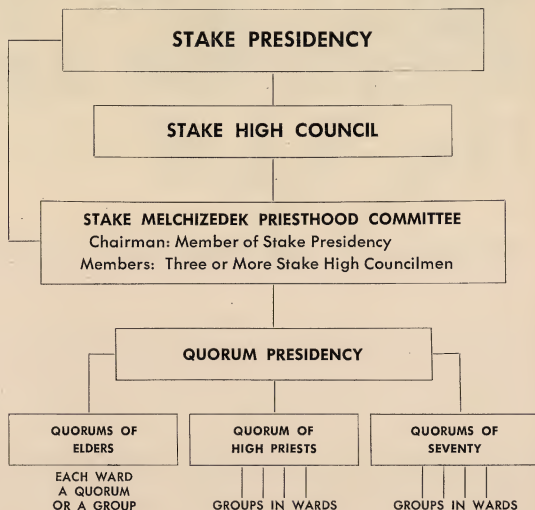 STAKE PRESIDENCY
STAKE HIGH COUNCIL
STAKE MELCHIZEDEK PRIESTHOOD COMMITTEE
Chairman: Member of Stake Presidency
Members: Three or More Stake High Councilmen
QUORUM PRESIDENCY
QUORUMS OF
ELDERS
EACH WARD
A QUORUM
OR A GROUP
QUORUM OF
HIGH PRIESTS
GROUPS IN WARDS
QUORUMS OF
SEVENTY
GROUPS IN WARDS